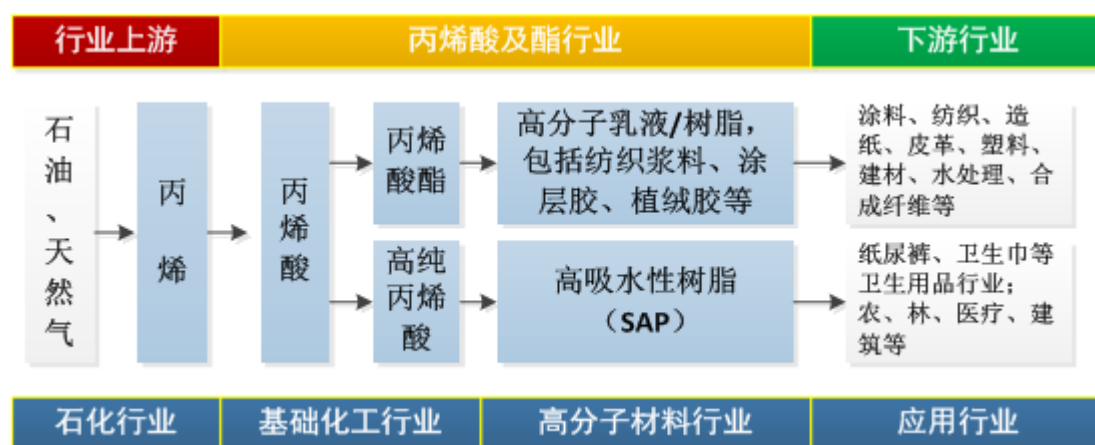 行业上游
丙烯酸及酯行业
下游行业
石油、天然气
丙烯
丙烯酸
丙烯
酸酯
高分子乳液/树脂，
包括纺织浆料、涂
层胶、植绒胶等
涂料、纺织、造
纸、皮革、塑料、
建材、水处理、合
成纤维等
高纯
丙烯
酸
高吸水性树脂
（SAP）
纸尿裤、卫生巾等
卫生用品行业；
农、林、医疗、建
筑等
石化行业
基础化工行业
高分子材料行业
应用行业